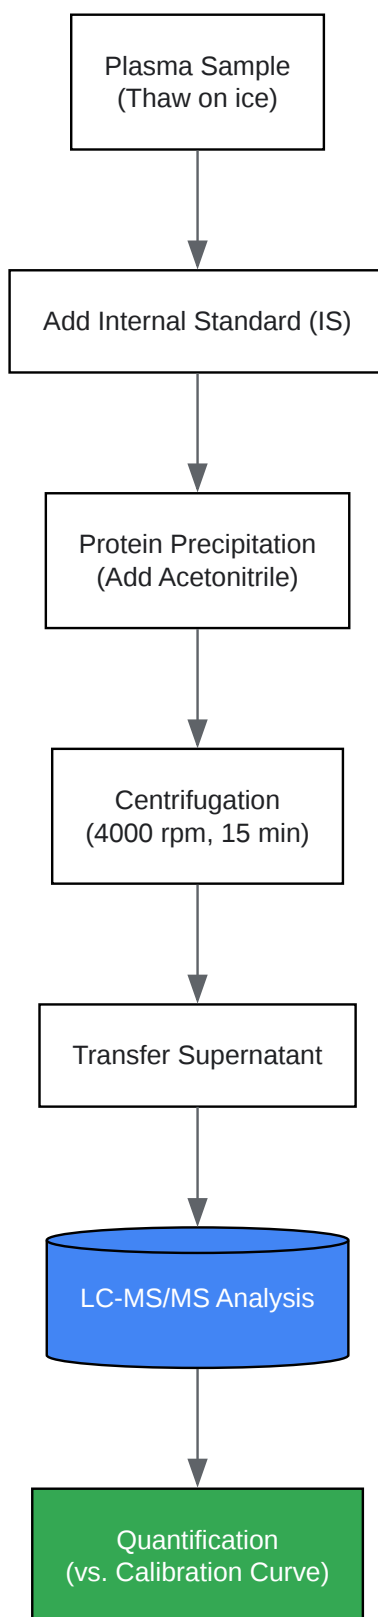 Plasma Sample
(Thaw on ice)
Add Internal Standard (IS)
Protein Precipitation
(Add Acetonitrile)
Centrifugation
(4000 rpm, 15 min)
Transfer Supernatant
LC-MS/MS Analysis
Quantification
(vs. Calibration Curve)